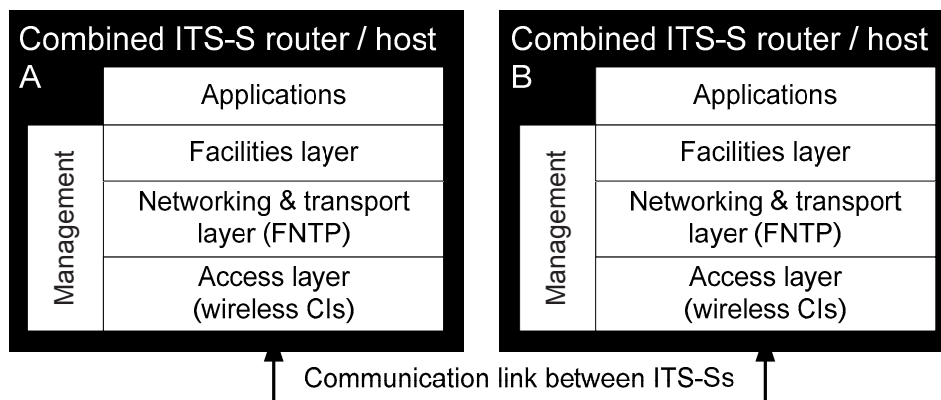 Combined ITS-S router / host
A
Applications
Facilities layer
Networking & transport
layer (FNTP)
Access layer
(wireless CIs)
Management
Combined ITS-S router / host
B
Applications
Facilities layer
Networking & transport
layer (FNTP)
Access layer
(wireless CIs)
Management
Communication link between ITS-Ss